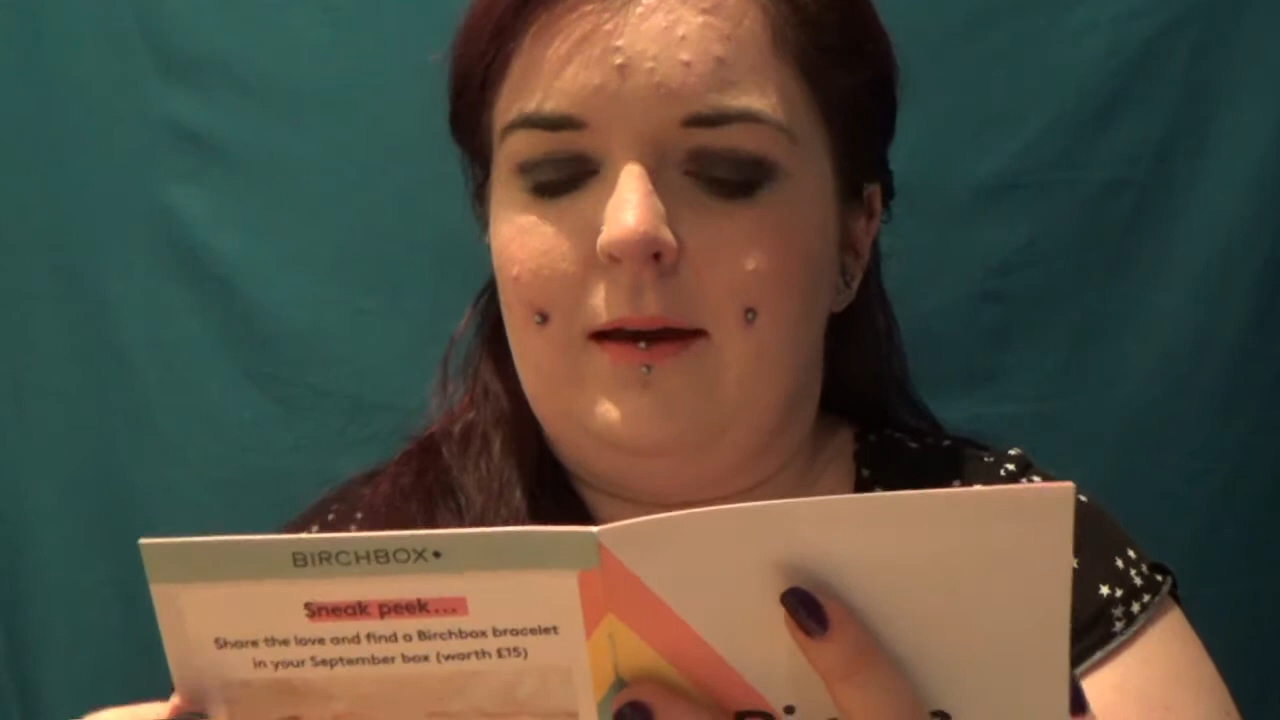 BIRCHBOX♦
Sneak peek...
Share the love and find a Birchbox bracelet
in your September box (worth £15)